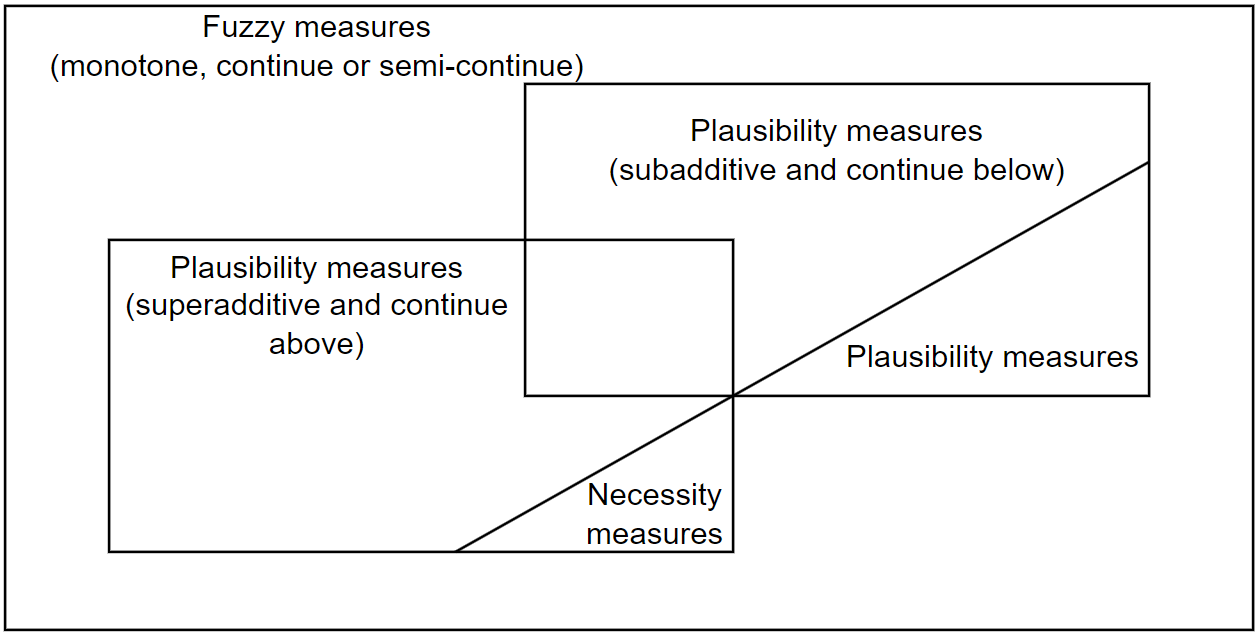 Fuzzy measures
(monotone, continue or semi-continue)
Plausibility measures
(subadditive and continue below)
Plausibility measures
(superadditive and continue
above)
Plausibility measures
Necessity
measures